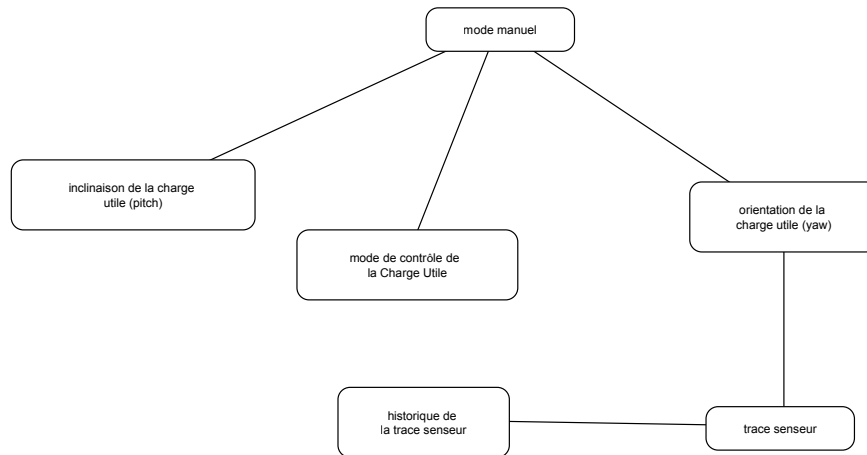 mode manuel
inclinaison de la charge
utile (pitch)
orientation de la
charge utile (yaw)
mode de contrôle de
la Charge Utile
historique de
la trace senseur
trace senseur